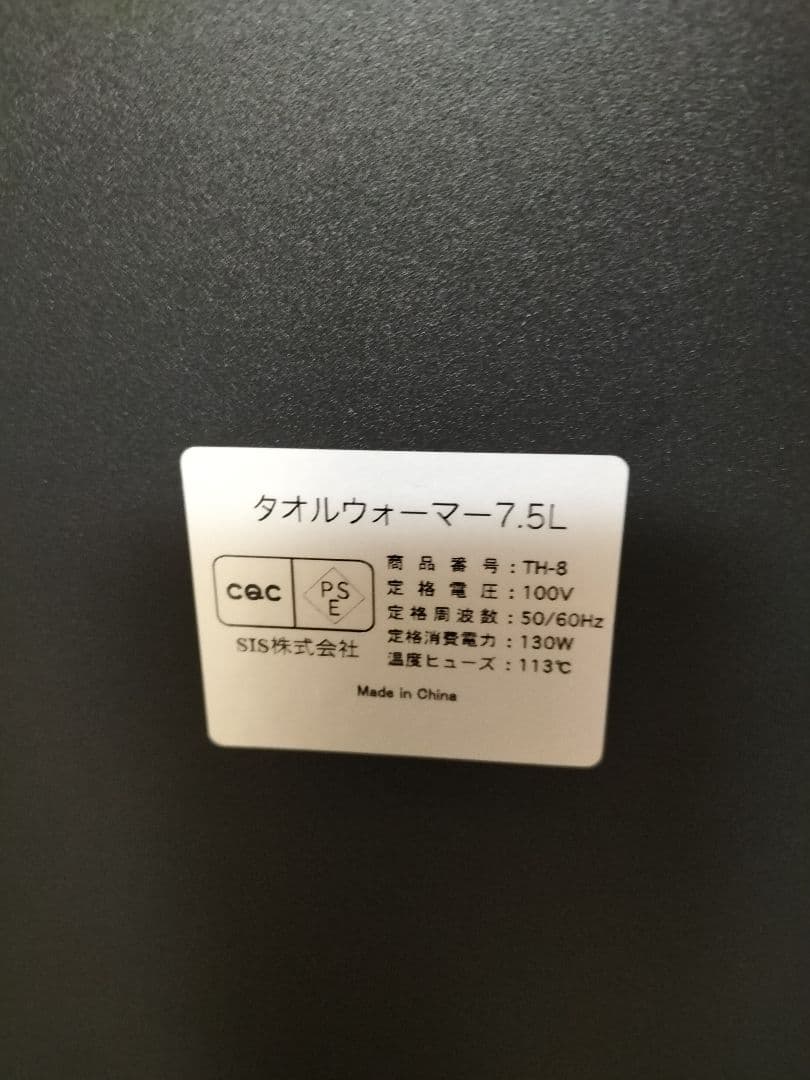 タオルウォーマー7.5L
cqc
PS
E
SIS株式会社
商品番号:TH-8
定格電圧:100V
定格周波数:50/60Hz
定格消費電力:130W
温度ヒューズ:113℃
Made in China